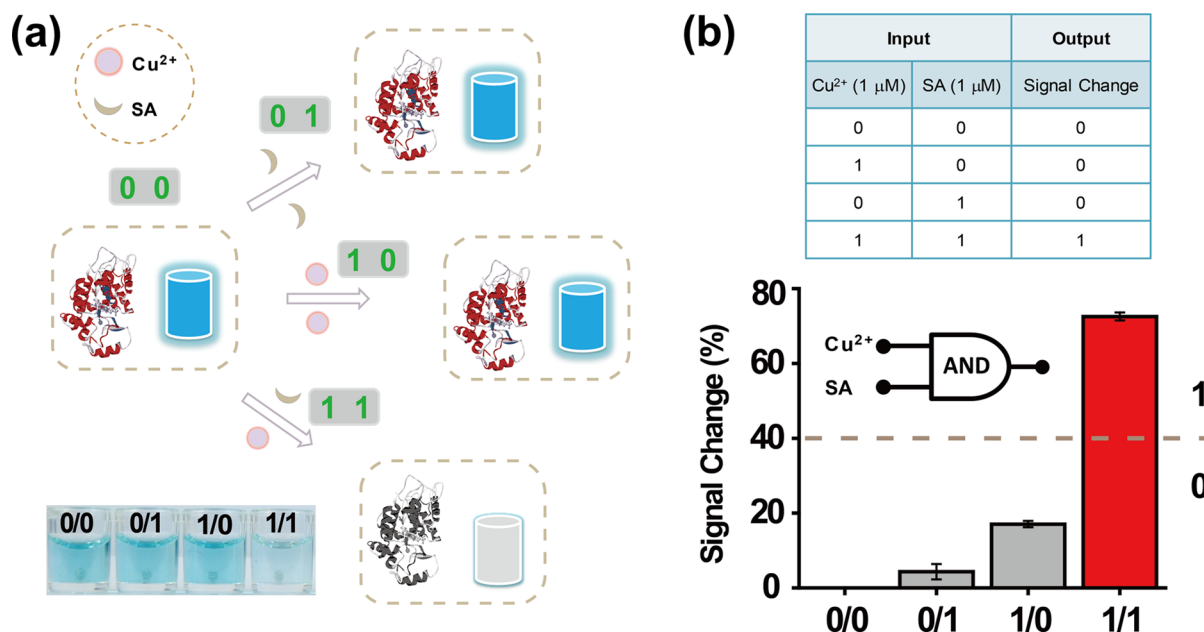 (a)
Cu²⁺
SA
0 0
0 1
1 0
1 1
0/0 0/1 1/0 1/1
(b)
Input Output
Cu²⁺ (1 μM) SA (1 μM) Signal Change
0 0 0
1 0 0
0 1 0
1 1 1
Signal Change (%)
80
60
40
20
0
Cu²⁺
SA
AND
1
0
0/0 0/1 1/0 1/1